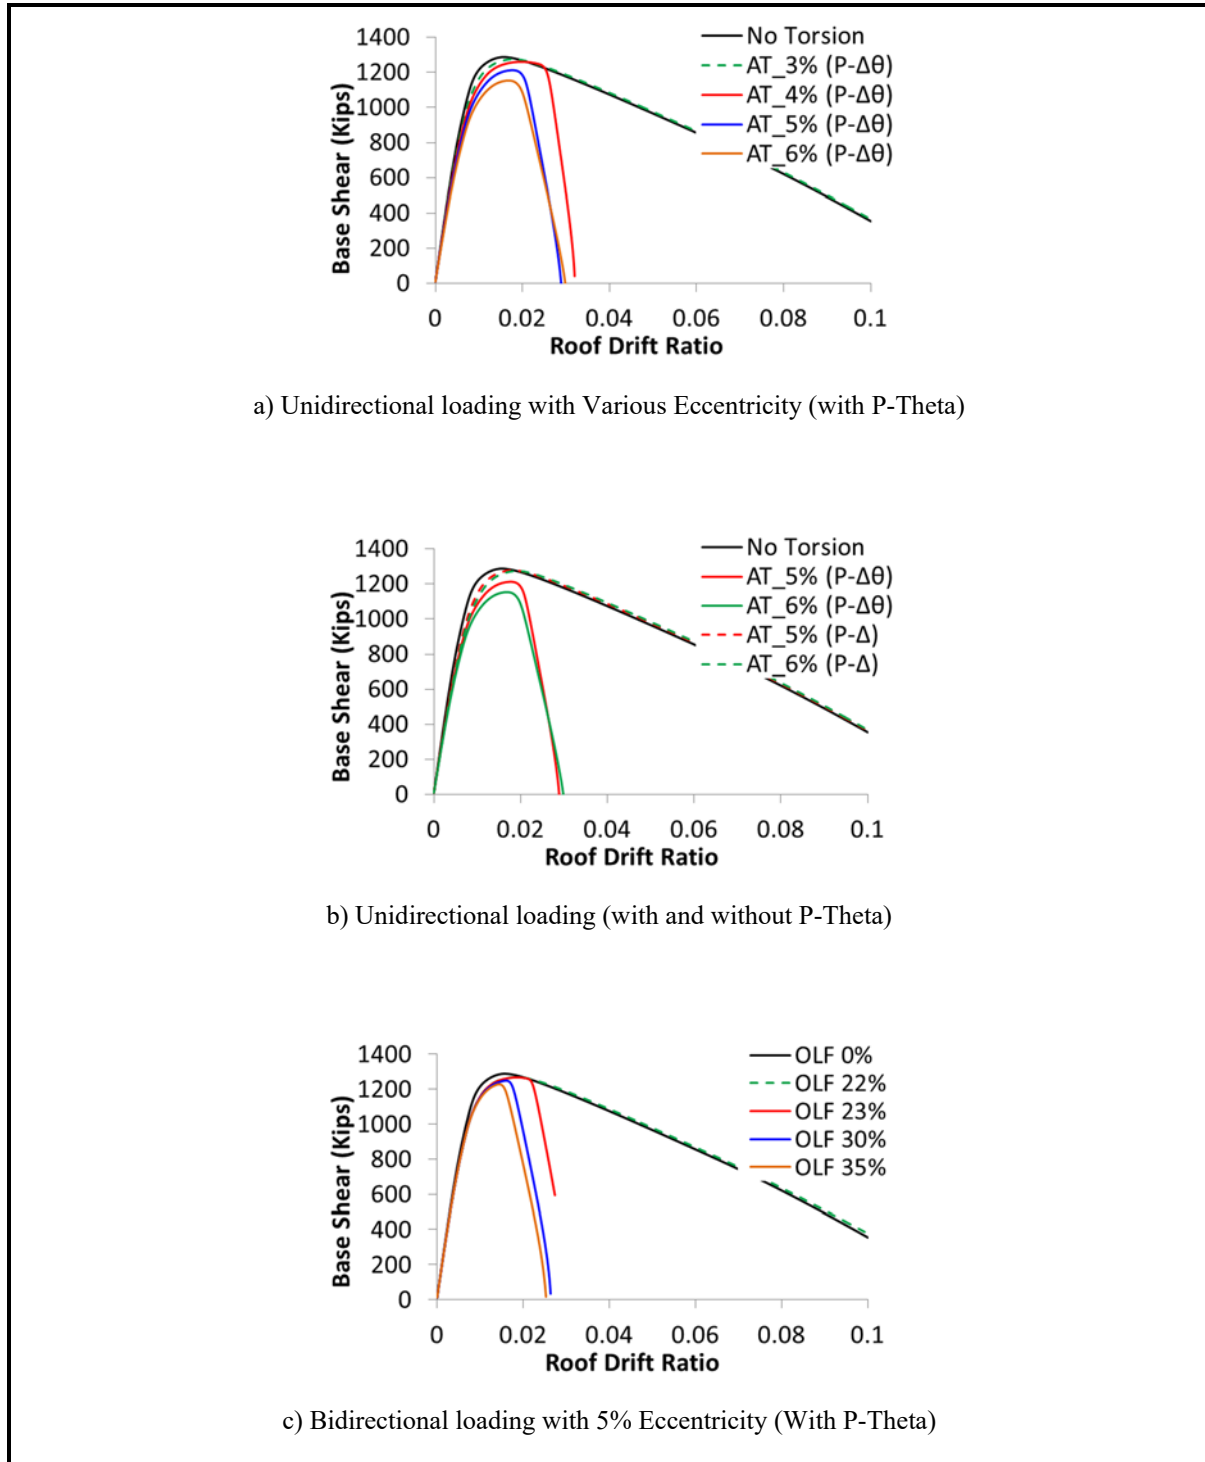 1400
1200
1000
800
600
400
200
0
Base Shear (Kips)
No Torsion
AT_3% (P-Δθ)
AT_4% (P-Δθ)
AT_5% (P-Δθ)
AT_6% (P-Δθ)
0 0.02 0.04 0.06 0.08 0.1
Roof Drift Ratio
a) Unidirectional loading with Various Eccentricity (with P-Theta)
1400
1200
1000
800
600
400
200
0
Base Shear (Kips)
No Torsion
AT_5% (P-Δθ)
AT_6% (P-Δθ)
AT_5% (P-Δ)
AT_6% (P-Δ)
0 0.02 0.04 0.06 0.08 0.1
Roof Drift Ratio
b) Unidirectional loading (with and without P-Theta)
1400
1200
1000
800
600
400
200
0
Base Shear (Kips)
OLF 0%
OLF 22%
OLF 23%
OLF 30%
OLF 35%
0 0.02 0.04 0.06 0.08 0.1
Roof Drift Ratio
c) Bidirectional loading with 5% Eccentricity (With P-Theta)